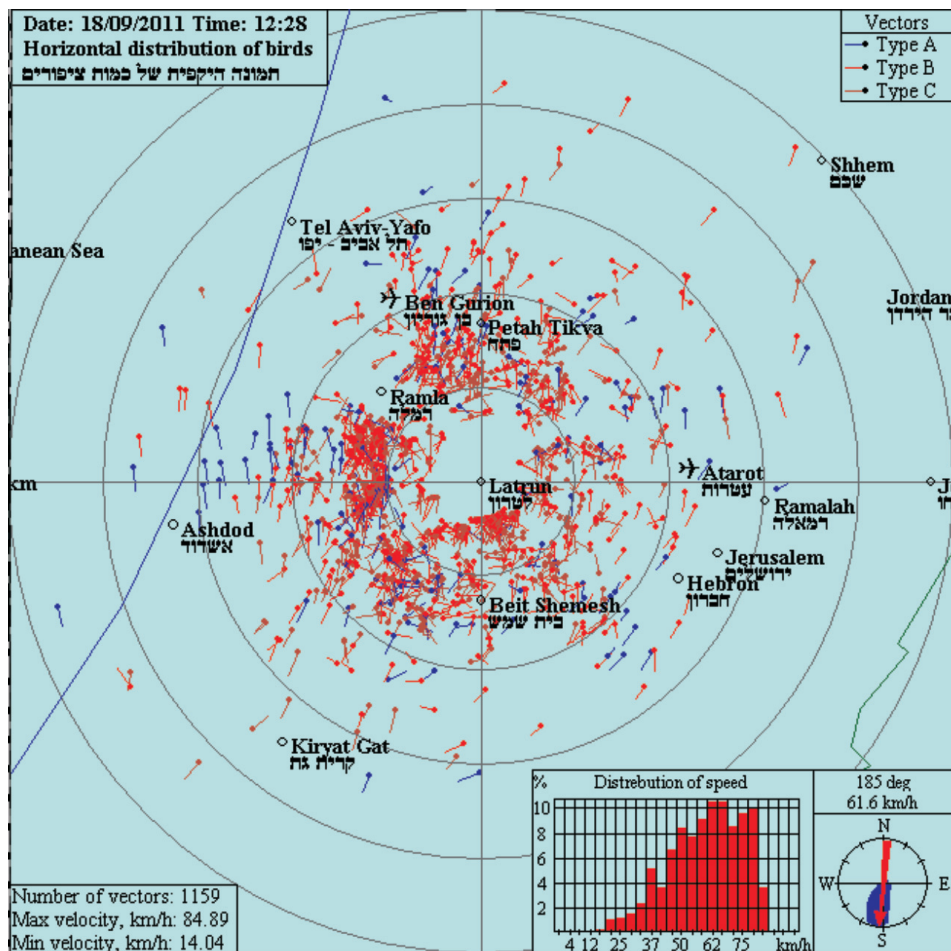 Date: 18/09/2011 Time: 12:28
Horizontal distribution of birds
תמונה היקפית של כמות ציפורים
Vectors
Type A
Type B
Type C
Shhem
שכם
Tel Aviv-Yafo
תל אביב - יפו
anean Sea
Ben Gurion
בן גוריון
Jordan
Petah Tikva
פתח
Ramla
רמלה
Atarot
עטרות
km
Latrun
לטרון
J
Ramalah
רמאלה
Ashdod
אשדוד
Jerusalem
ירושלים
Hebron
חברון
Beit Shemesh
בית שמש
Kiryat Gat
קרית גת
% Distrebution of speed
10
8
6
4
2
4 12 25 37 50 62 75 km/h
185 deg
61.6 km/h
N
W E
S
Number of vectors: 1159
Max velocity, km/h: 84.89
Min velocity, km/h: 14.04